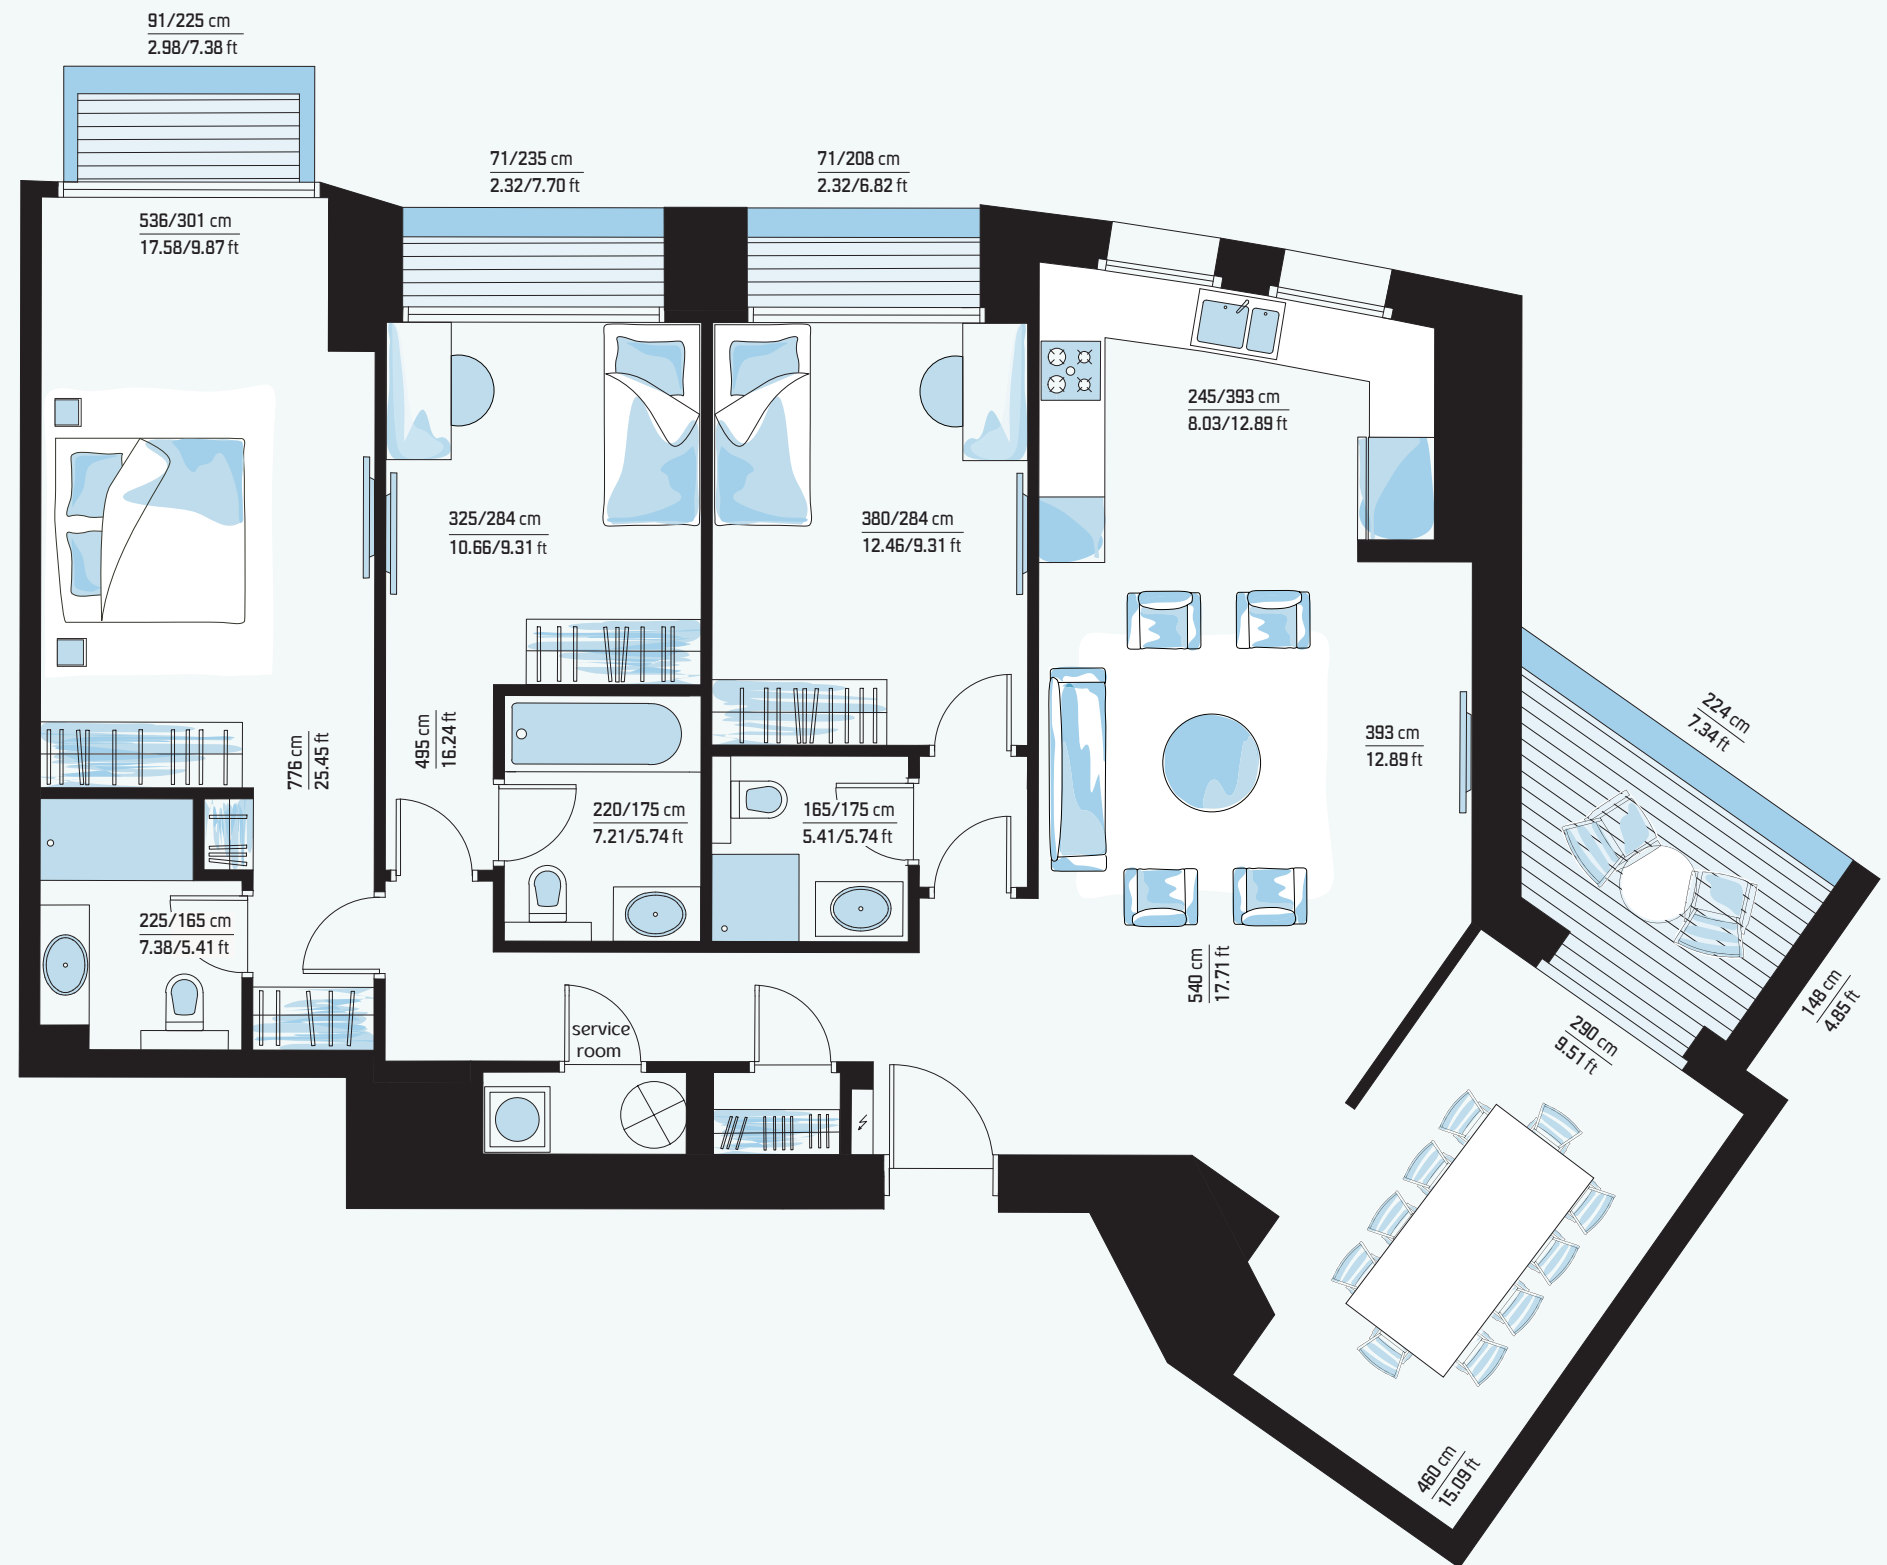 91/225 cm
2.98/7.38 ft
71/235 cm
2.32/7.70 ft
71/208 cm
2.32/6.82 ft
536/301 cm
17.58/9.87 ft
245/393 cm
8.03/12.89 ft
325/284 cm
10.66/9.31 ft
380/284 cm
12.46/9.31 ft
776 cm
25.45 ft
495 cm
16.24 ft
393 cm
12.89 ft
224 cm
7.34 ft
220/175 cm
7.21/5.74 ft
165/175 cm
5.41/5.74 ft
225/165 cm
7.38/5.41 ft
540 cm
17.71 ft
148 cm
4.85 ft
290 cm
9.51 ft
service
room
460 cm
15.09 ft